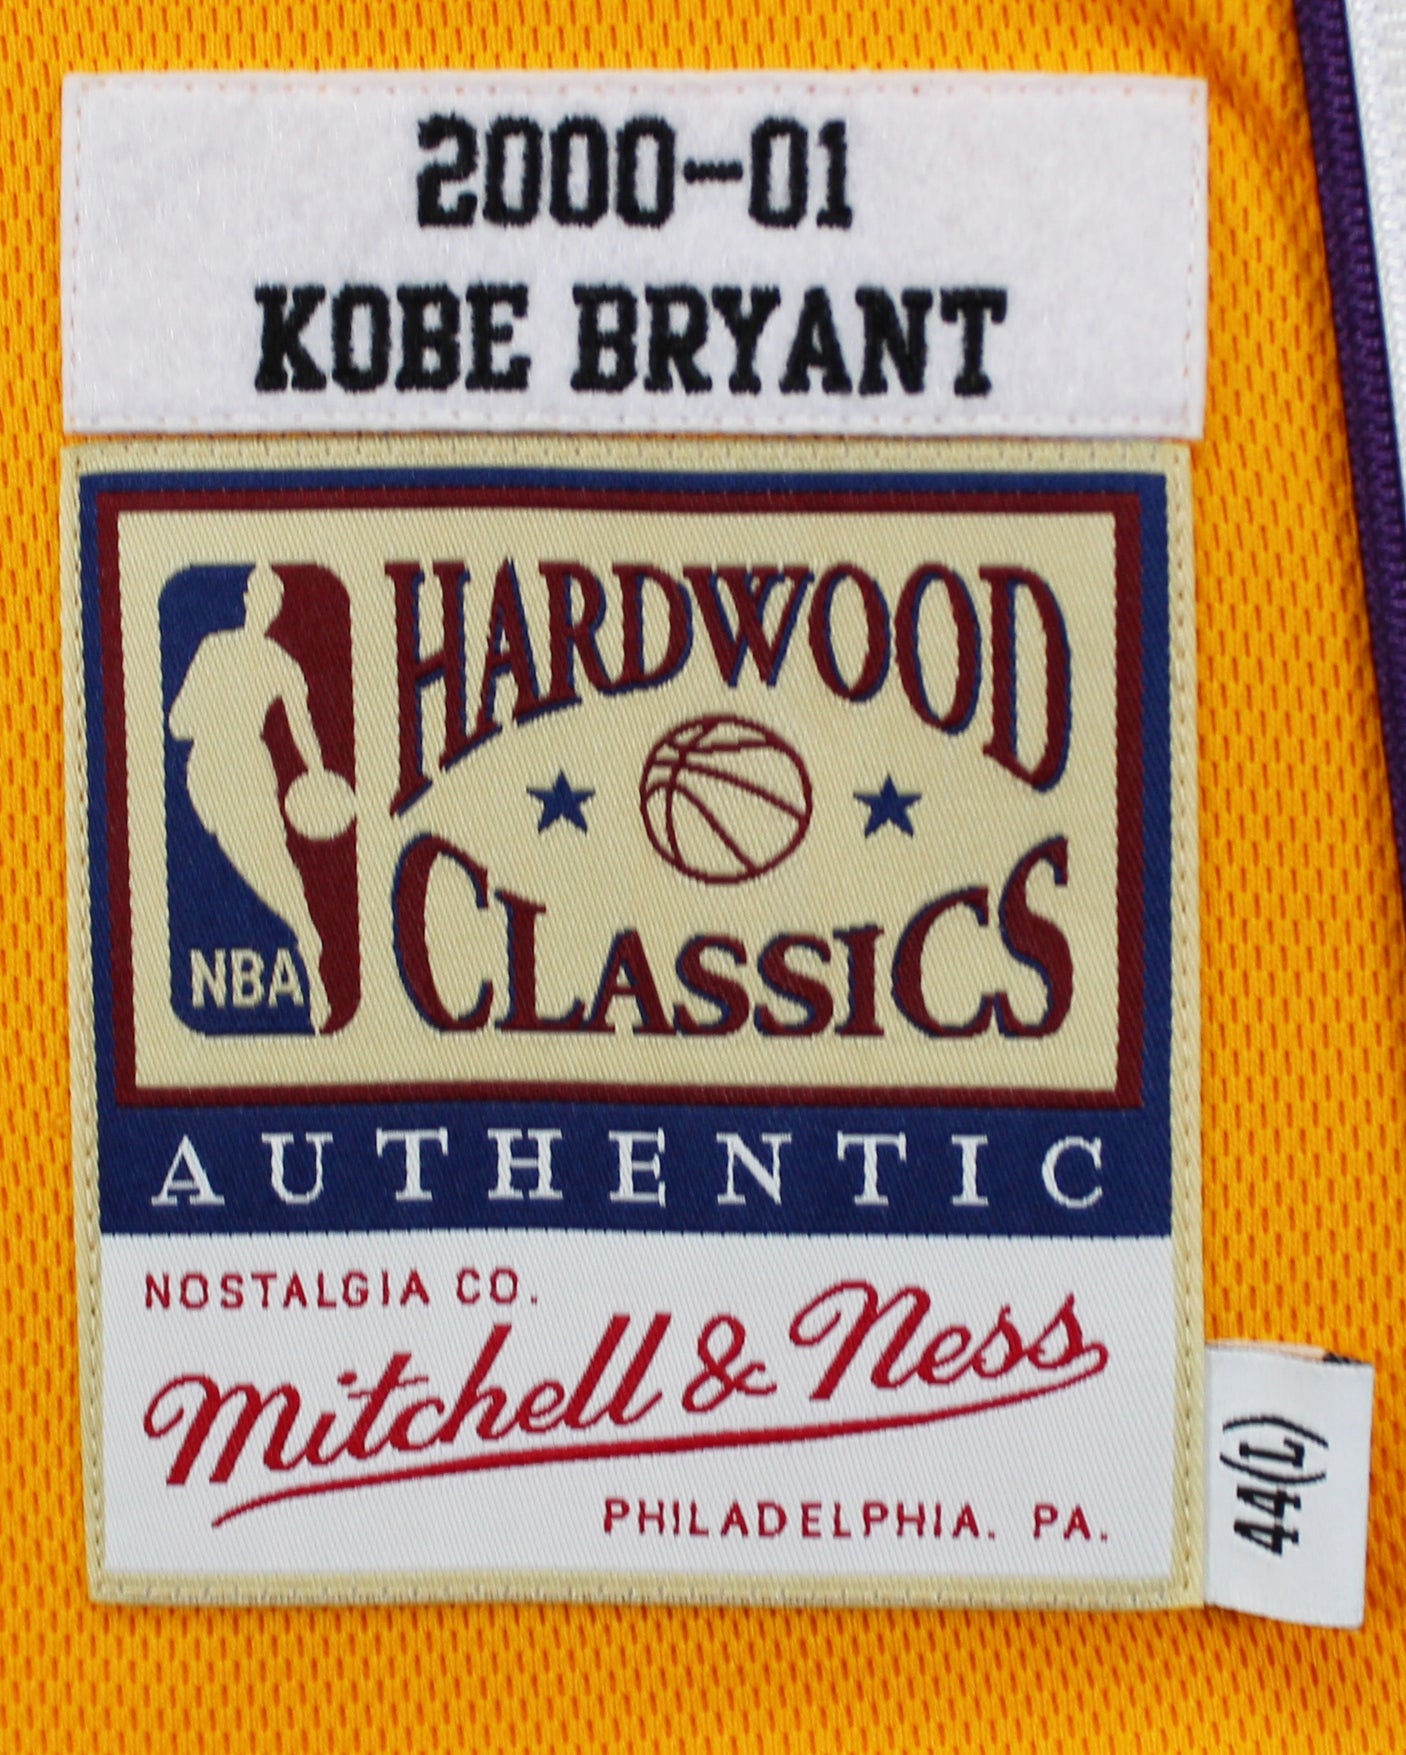 2000-01
KOBE BRYANT
HARDWOOD
CLASSICS
NBA
AUTHENTIC
NOSTALGIA CO.
Mitchell & Ness
PHILADELPHIA. PA.
44(L)